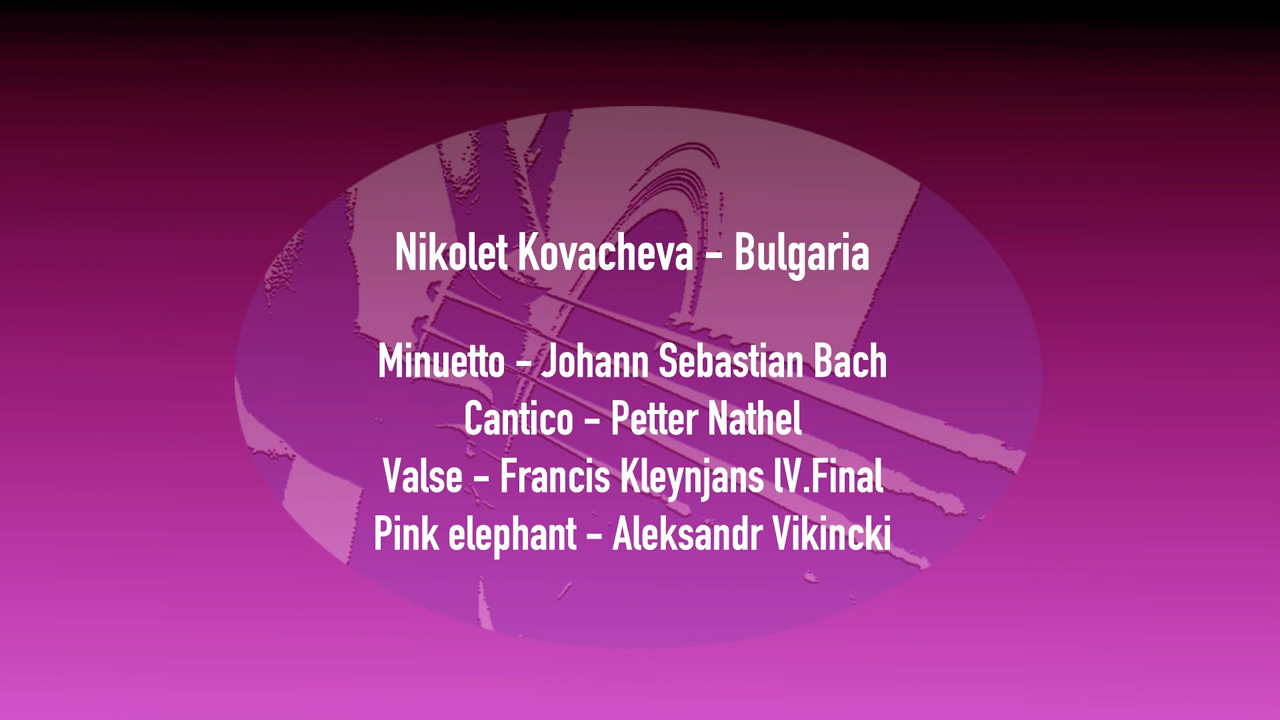 Nikolet Kovacheva - Bulgaria
Minuetto - Johann Sebastian Bach
Cantico - Petter Nathel
Valse - Francis Kleynjans lV.Final
Pink elephant - Aleksandr Vikincki